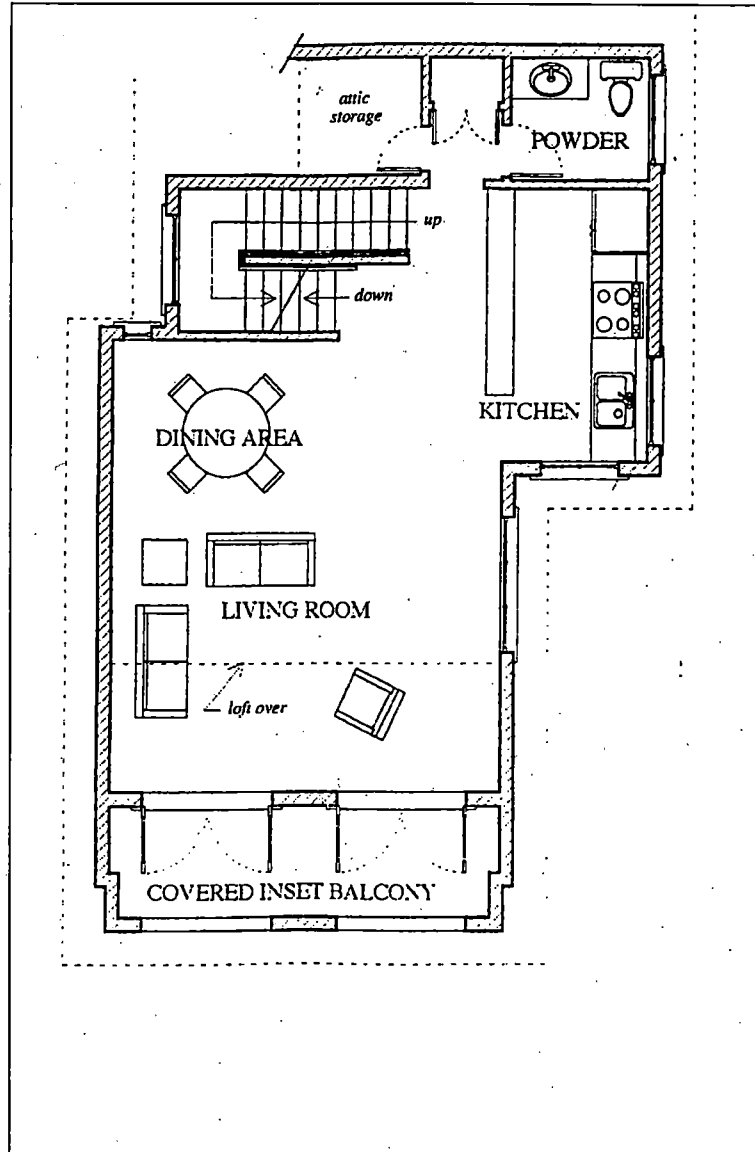 attic
storage
POWDER
up
down
KITCHEN
DINING AREA
LIVING ROOM
loft over
COVERED INSET BALCONY